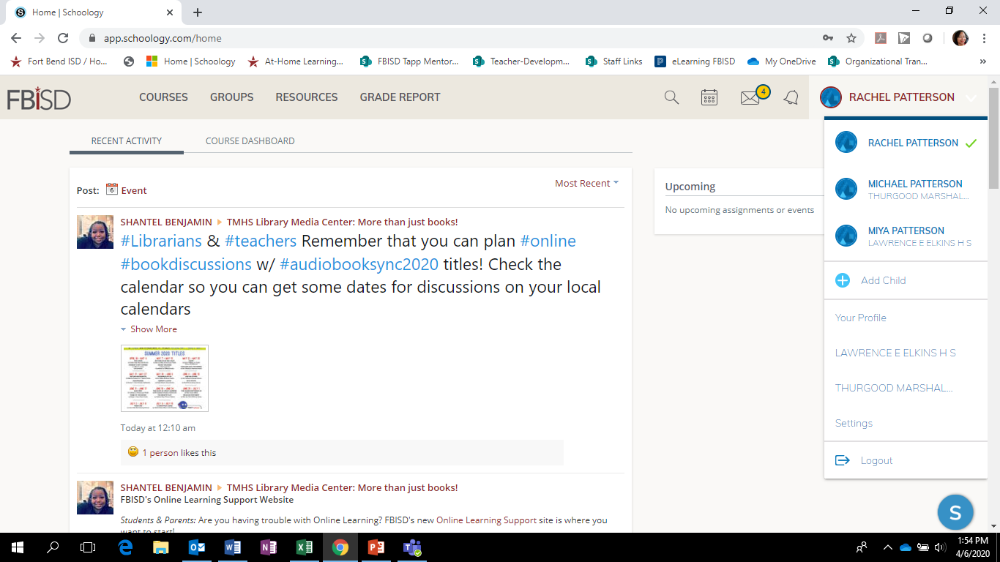 Home | Schoology
app.schoology.com/home
Fort Bend ISD / Ho...
Home | Schoology
At-Home Learning...
FBISD Tapp Mentor...
Teacher-Developm...
Staff Links
eLearning FBISD
My OneDrive
Organizational Tran...
»
FBISD
COURSES
GROUPS
RESOURCES
GRADE REPORT
4
RACHEL PATTERSON
RECENT ACTIVITY
COURSE DASHBOARD
Post:
6
Event
Most Recent
SHANTEL BENJAMIN
TMHS Library Media Center: More than just books!
#Librarians & #teachers Remember that you can plan #online
#bookdiscussions w/ #audiobooksync2020 titles! Check the
calendar so you can get some dates for discussions on your local
calendars
Show More
SUMMER 2020 TITLES
Today at 12:10 am
1 person likes this
SHANTEL BENJAMIN
TMHS Library Media Center: More than just books!
FBISD's Online Learning Support Website
Students & Parents: Are you having trouble with Online Learning? FBISD's new Online Learning Support site is where you
want to start!
Upcoming
No upcoming assignments or events
RACHEL PATTERSON
MICHAEL PATTERSON
THURGOOD MARSHAL...
MIYA PATTERSON
LAWRENCE E ELKINS H S
Add Child
Your Profile
LAWRENCE E ELKINS H S
THURGOOD MARSHAL...
Settings
Logout
S
1:54 PM
4/6/2020